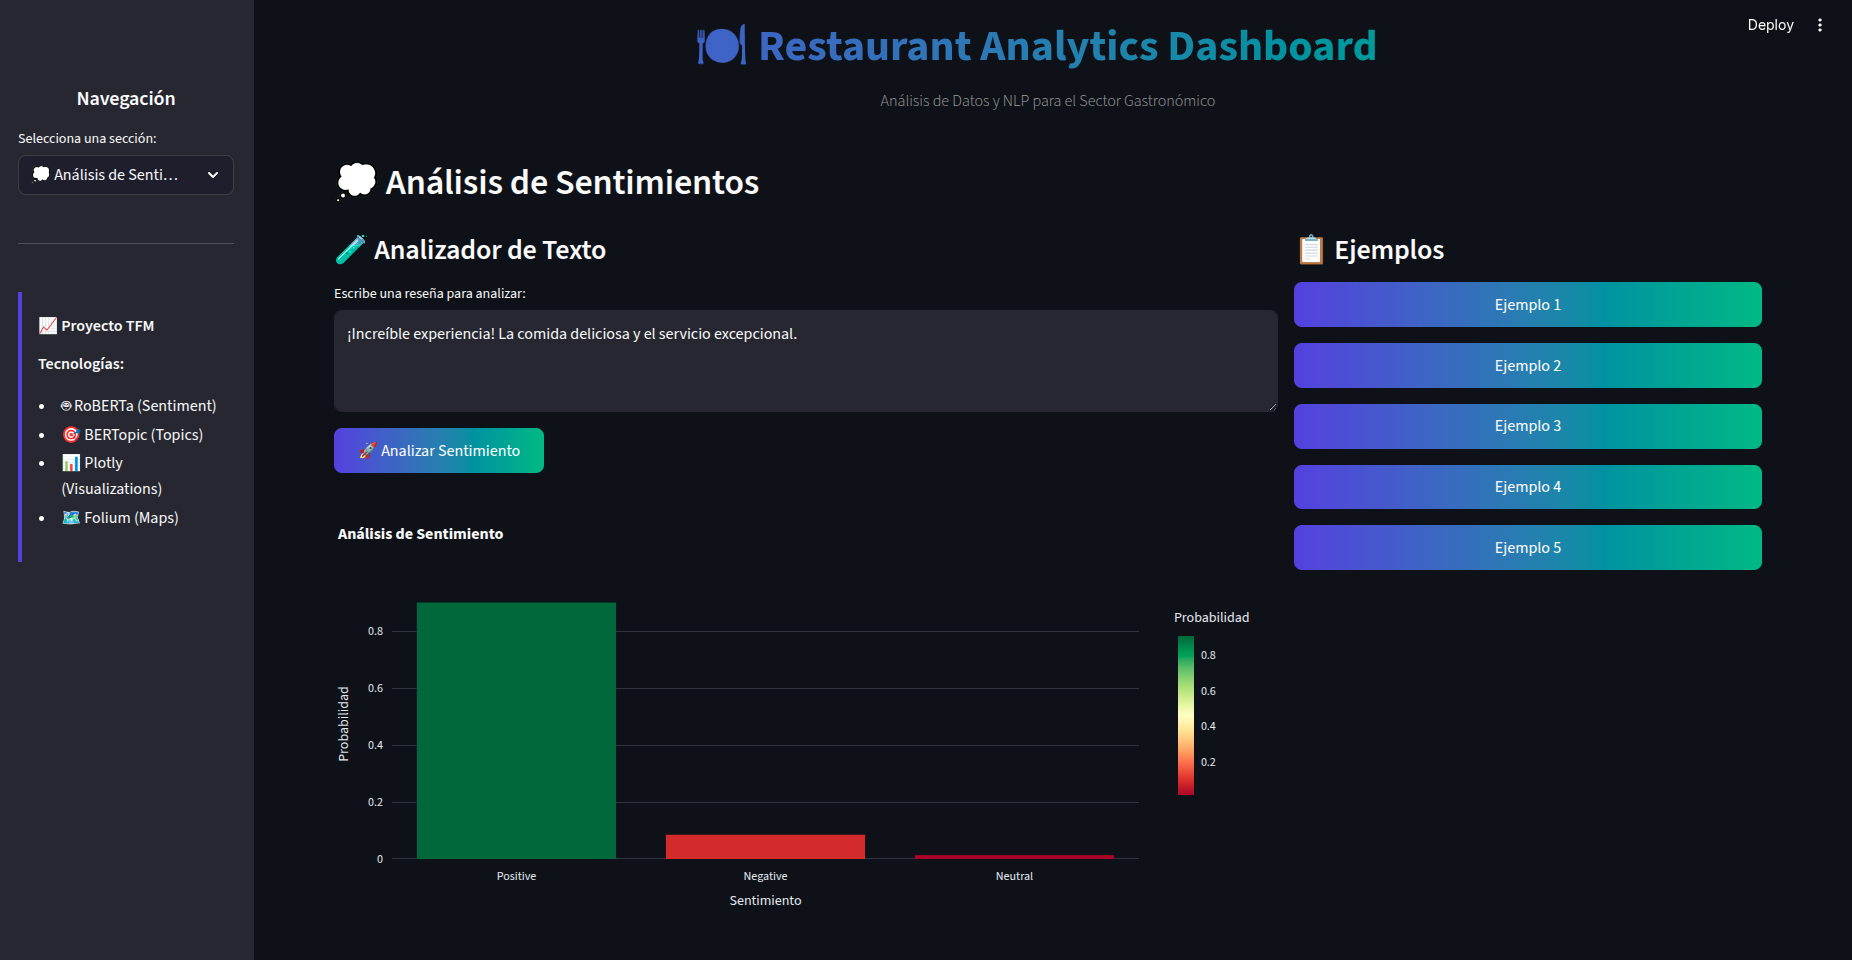 Deploy
Navegación
Selecciona una sección:
💭 Análisis de Senti...
📈 Proyecto TFM
Tecnologías:
RoBERTa (Sentiment)
🎯 BERTopic (Topics)
📊 Plotly
(Visualizations)
🗺️ Folium (Maps)
🍽️ Restaurant Analytics Dashboard
Análisis de Datos y NLP para el Sector Gastronómico
💭 Análisis de Sentimientos
🧪 Analizador de Texto
Escribe una reseña para analizar:
¡Increíble experiencia! La comida deliciosa y el servicio excepcional.
🚀 Analizar Sentimiento
📋 Ejemplos
Ejemplo 1
Ejemplo 2
Ejemplo 3
Ejemplo 4
Ejemplo 5
Análisis de Sentimiento
Probabilidad
0.8
0.6
0.4
0.2
0
Positive
Negative
Neutral
Sentimiento
Probabilidad
0.8
0.6
0.4
0.2